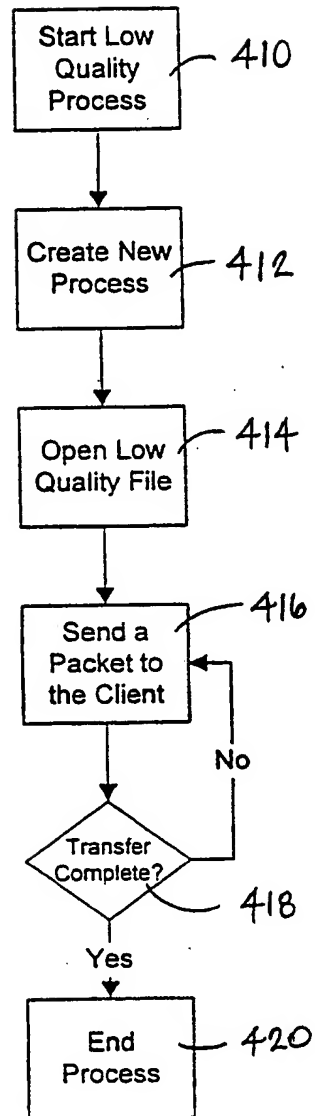 Start Low
Quality
Process
410
Create New
Process
412
Open Low
Quality File
414
Send a
Packet to
the Client
416
No
Transfer
Complete?
418
Yes
End
Process
420